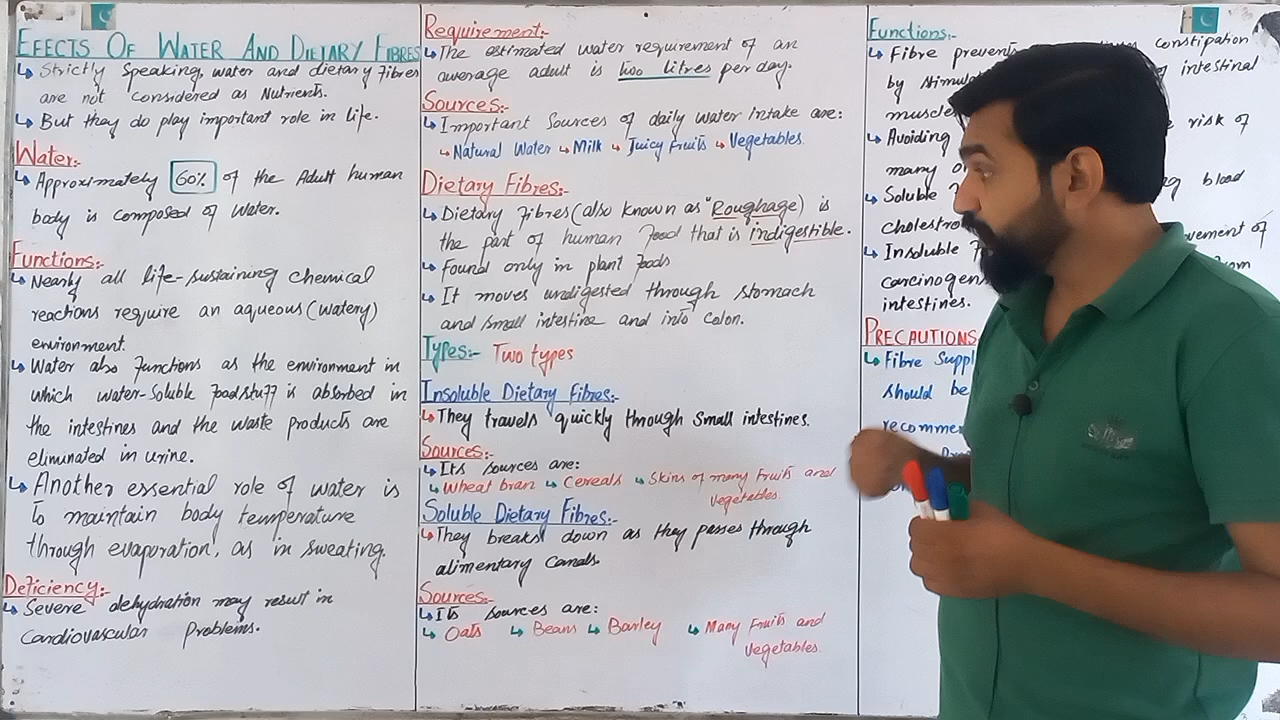 EFECTS OF WATER AND DIETARY FIBRES
↳ Strictly Speaking, water and dietary Fibres
are not considered as Nutrients.
↳ But they do play important role in life.
Water:-
↳ Approximately 60% of the Adult human
body is composed of water.
Functions:-
↳ Nearly all life-sustaining chemical
reactions require an aqueous (watery)
environment.
↳ Water also Functions as the environment in
which water-soluble foodstuff is absorbed in
the intestines and the waste products are
eliminated in urine.
↳ Another essential role of water is
to maintain body temperature
through evaporation, as in sweating.
Deficiency:-
↳ Severe dehydration may result in
Cardiovascular Problems.
Requirement:-
↳ The estimated water requirement of an
average adult is two litres per day.
Sources:-
↳ Important Sources of daily water intake are:
↳ Natural Water ↳ Milk ↳ Juicy Fruits ↳ Vegetables
Dietary Fibres:-
↳ Dietary Fibres (also known as "Roughage) is
the part of human Food that is indigestible.
↳ Found only in plant Foods
↳ It moves undigested through stomach
and small intestine and into colon.
Types:- Two types
Insoluble Dietary Fibres:-
↳ They travels quickly through Small intestines.
Sources:-
↳ Its sources are:
↳ Wheat bran ↳ Cereals ↳ Skins of many Fruits and
vegetables.
Soluble Dietary Fibres:-
↳ They breaks down as they passes through
alimentary Canals.
Sources:-
↳ Its sources are:
↳ Oats ↳ Beans ↳ Barley ↳ Many Fruits and
vegetables.
Functions:-
↳ Fibre prevents constipation
by intestinal
↳ Avoiding risk of
many
↳ Soluble blood
↳ Insoluble of
intestines.
PRECAUTIONS
↳ Fibre
should be